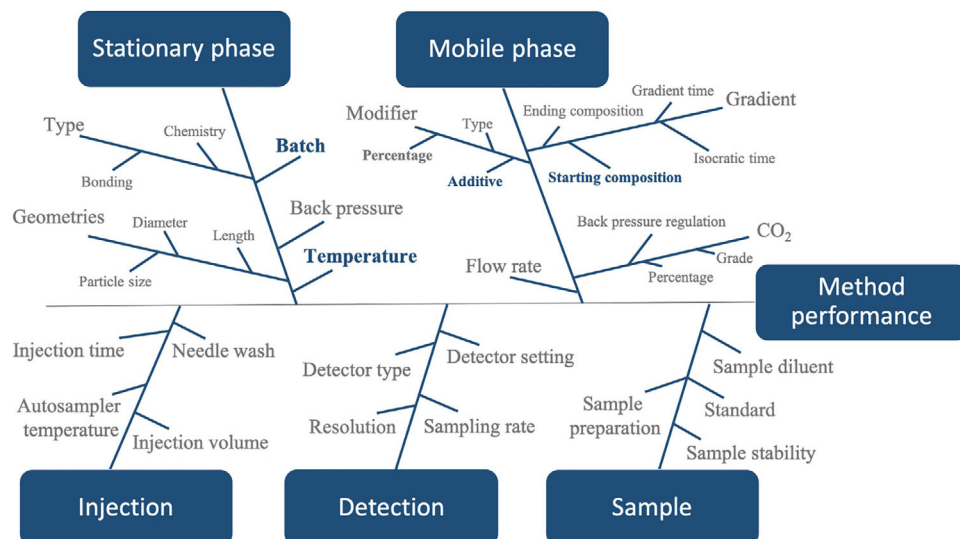 Stationary phase
Mobile phase
Type
Chemistry
Bonding
Batch
Geometries
Diameter
Length
Particle size
Back pressure
Temperature
Modifier
Type
Percentage
Additive
Ending composition
Gradient time
Gradient
Isocratic time
Starting composition
Back pressure regulation
CO₂
Grade
Percentage
Flow rate
Method
performance
Injection time
Needle wash
Autosampler
temperature
Injection volume
Detector type
Detector setting
Resolution
Sampling rate
Sample diluent
Sample
preparation
Standard
Sample stability
Injection
Detection
Sample